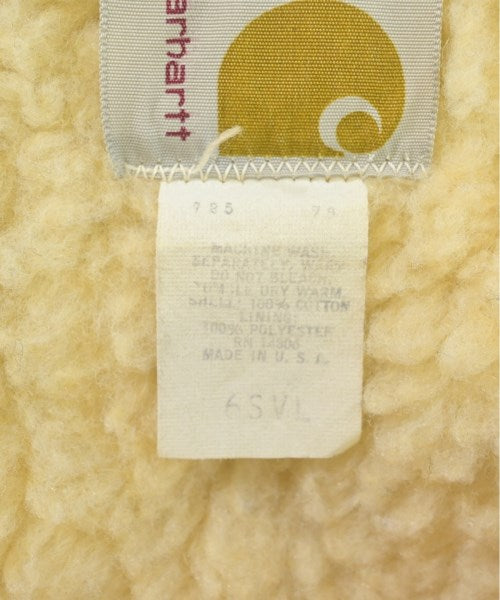 arhartt
785 79
MACHINE WASH
SEPARATELY, WARM
DO NOT BLEACH
TUMBLE DRY WARM
SHELL: 100% COTTON
LINING:
100% POLYESTER
RN 14806
MADE IN U.S.A.
6SVL